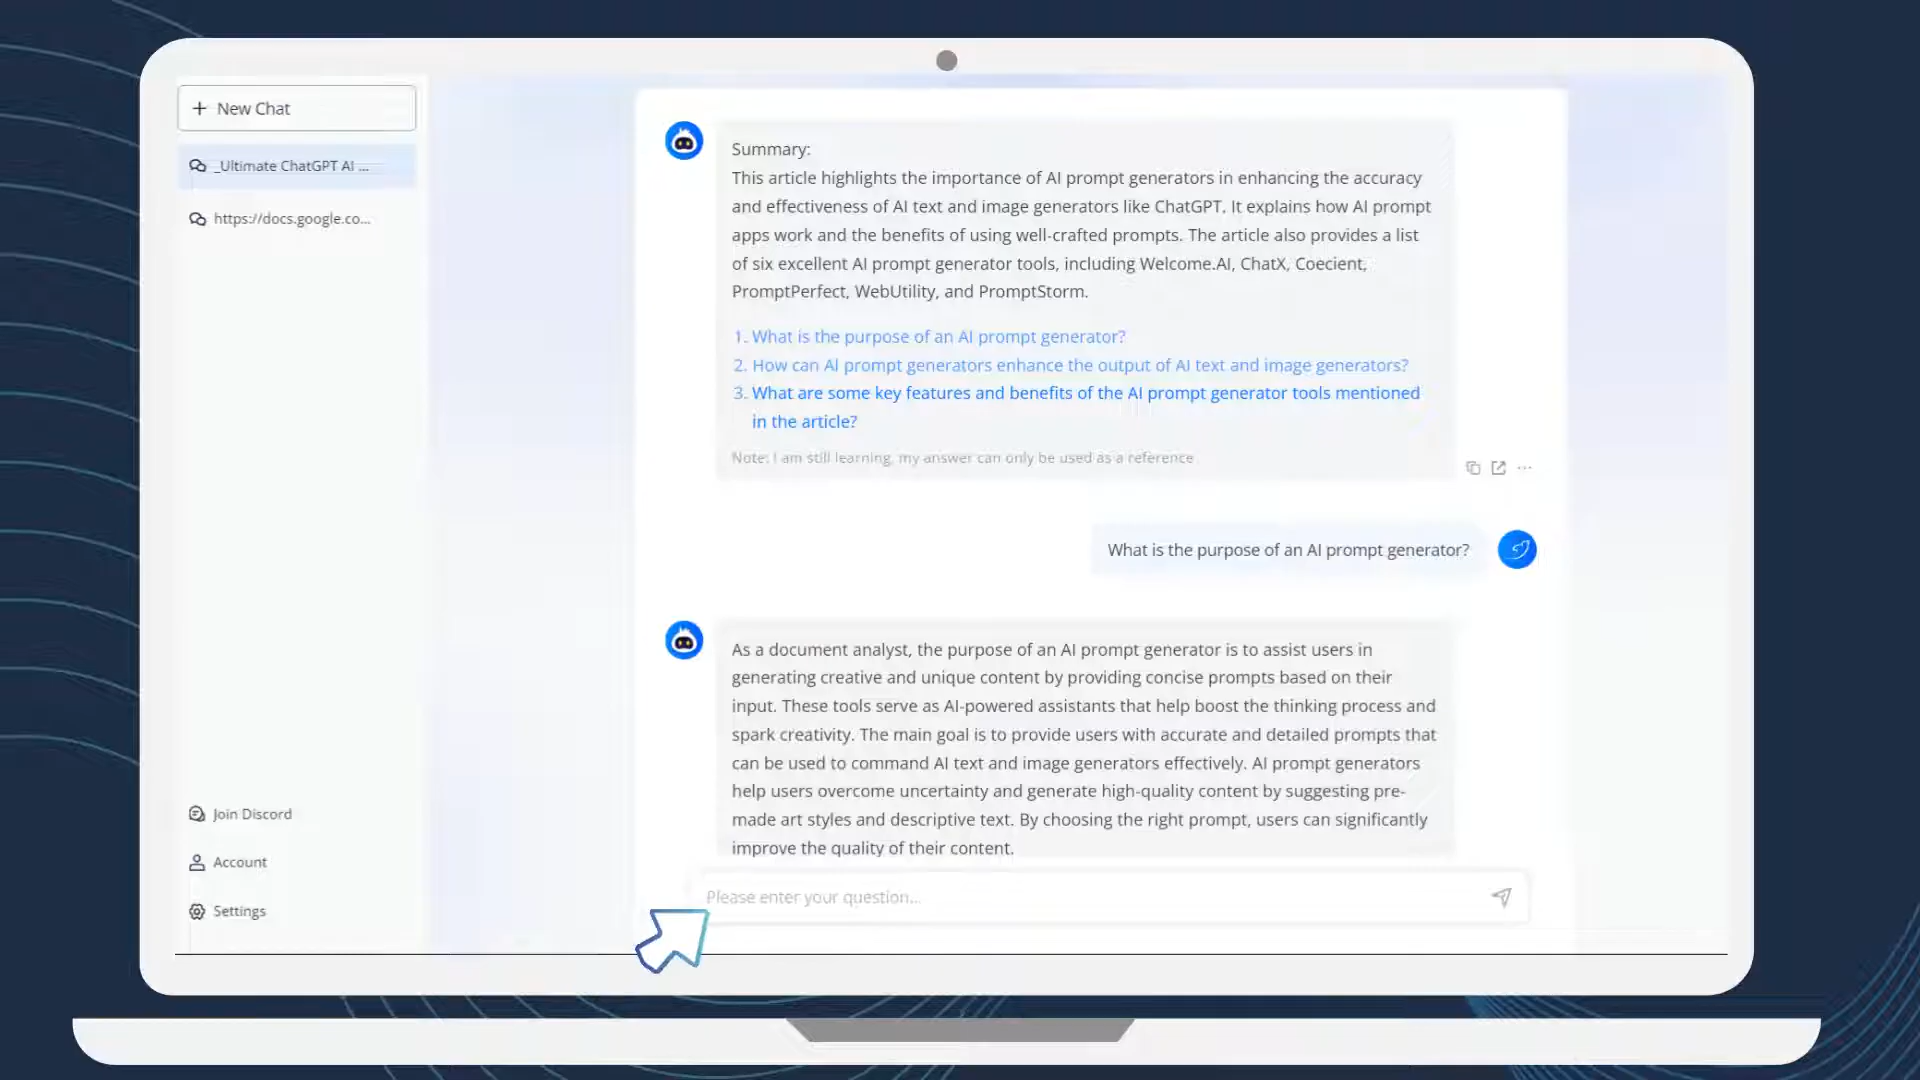 New Chat
_Ultimate ChatGPT AI ...
https://docs.google.co...
Join Discord
Account
Settings
Summary:
This article highlights the importance of AI prompt generators in enhancing the accuracy
and effectiveness of AI text and image generators like ChatGPT. It explains how AI prompt
apps work and the benefits of using well-crafted prompts. The article also provides a list
of six excellent AI prompt generator tools, including Welcome.AI, ChatX, Coecient,
PromptPerfect, WebUtility, and PromptStorm.
1. What is the purpose of an AI prompt generator?
2. How can AI prompt generators enhance the output of AI text and image generators?
3. What are some key features and benefits of the AI prompt generator tools mentioned
in the article?
Note: I am still learning, my answer can only be used as a reference
What is the purpose of an AI prompt generator?
As a document analyst, the purpose of an AI prompt generator is to assist users in
generating creative and unique content by providing concise prompts based on their
input. These tools serve as AI-powered assistants that help boost the thinking process and
spark creativity. The main goal is to provide users with accurate and detailed prompts that
can be used to command AI text and image generators effectively. AI prompt generators
help users overcome uncertainty and generate high-quality content by suggesting pre-
made art styles and descriptive text. By choosing the right prompt, users can significantly
improve the quality of their content.
Please enter your question...